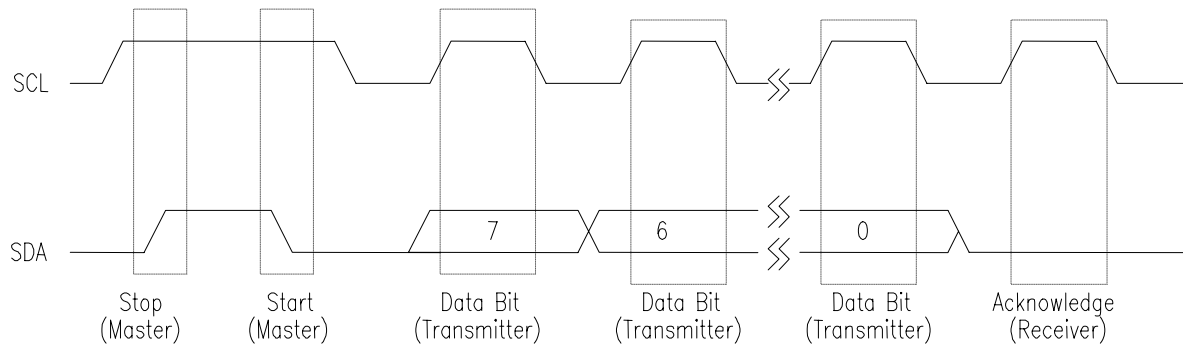 SCL
SDA
7
6
0
Stop
(Master)
Start
(Master)
Data Bit
(Transmitter)
Data Bit
(Transmitter)
Data Bit
(Transmitter)
Acknowledge
(Receiver)